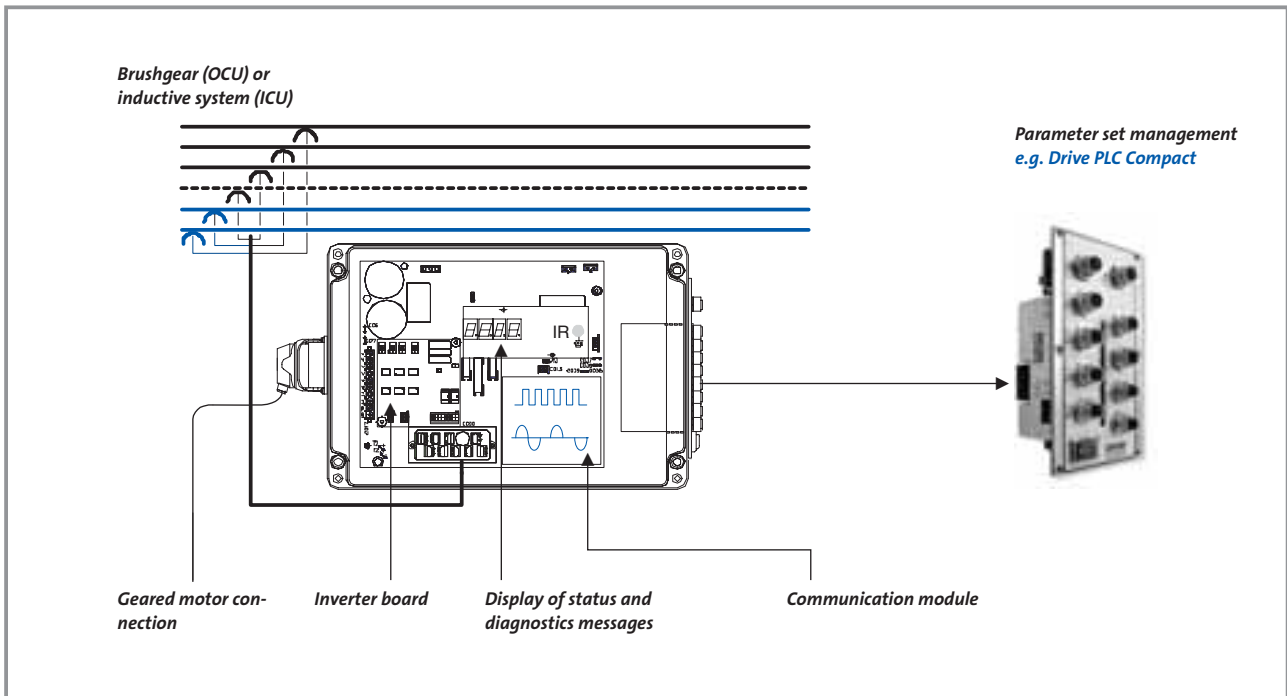 Brushgear (OCU) or
inductive system (ICU)
Parameter set management
e.g. Drive PLC Compact
IR
Geared motor con-
nection
Inverter board
Display of status and
diagnostics messages
Communication module